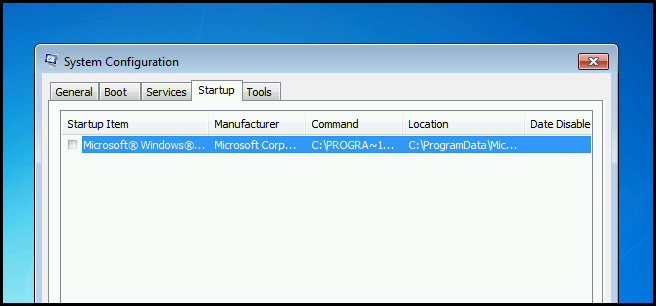 System Configuration
General Boot Services Startup Tools
Startup Item Manufacturer Command Location Date Disable
Microsoft® Windows®... Microsoft Corp... C:\PROGRA~1... C:\ProgramData\Mic...